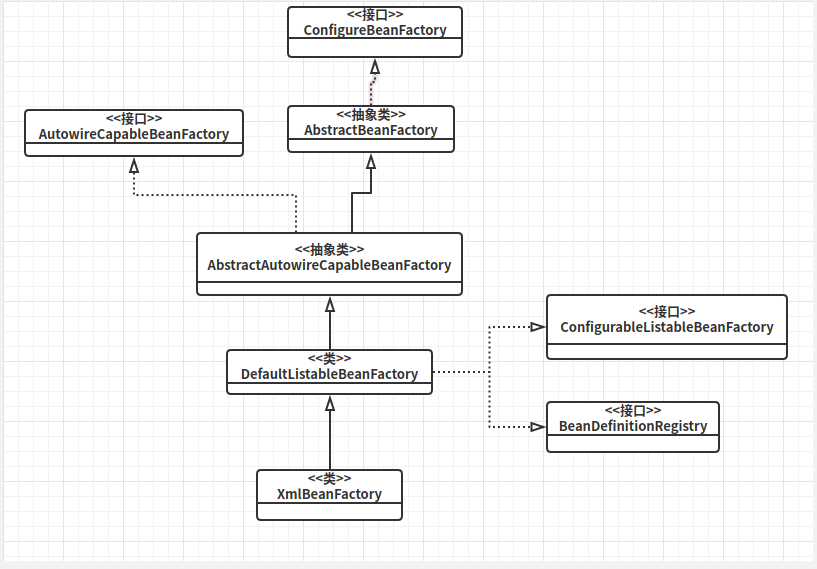 <<接口>>
ConfigureBeanFactory
<<接口>>
AutowireCapableBeanFactory
<<抽象类>>
AbstractBeanFactory
<<抽象类>>
AbstractAutowireCapableBeanFactory
<<接口>>
ConfigurableListableBeanFactory
<<类>>
DefaultListableBeanFactory
<<接口>>
BeanDefinitionRegistry
<<类>>
XmlBeanFactory